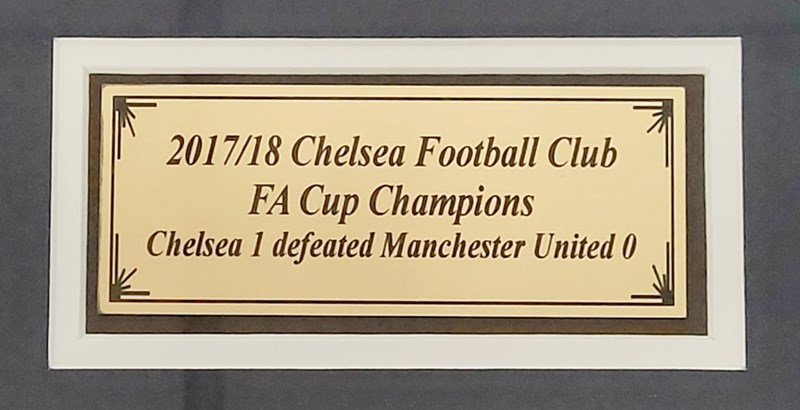 2017/18 Chelsea Football Club
FA Cup Champions
Chelsea 1 defeated Manchester United 0